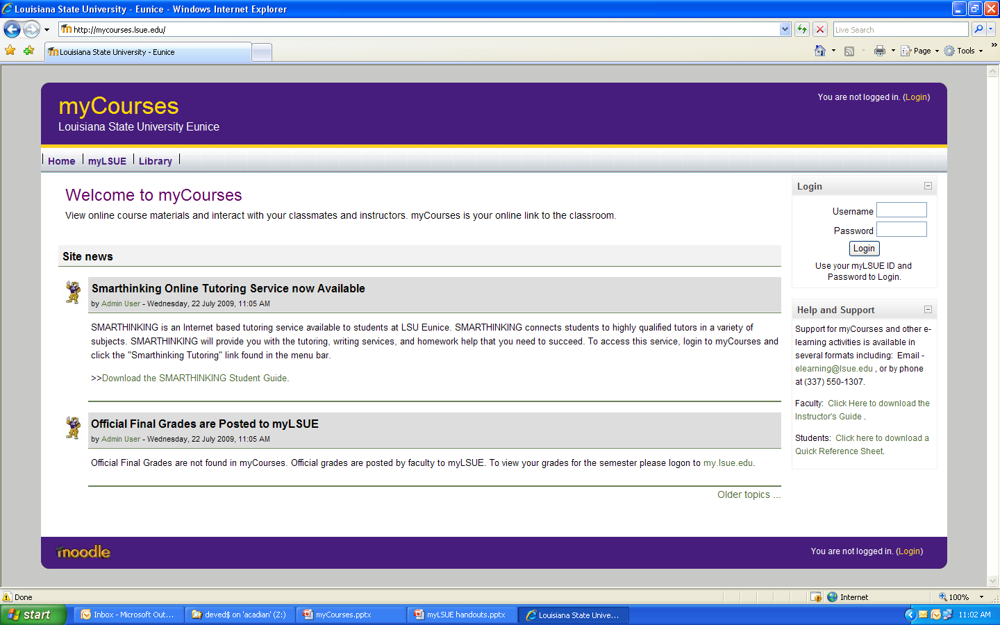 Louisiana State University - Eunice - Windows Internet Explorer
http://mycourses.lsue.edu/
Live Search
Louisiana State University - Eunice
Page
Tools
»
myCourses
Louisiana State University Eunice
You are not logged in. (Login)
Home
myLSUE
Library
Welcome to myCourses
View online course materials and interact with your classmates and instructors. myCourses is your online link to the classroom.
Site news
Smarthinking Online Tutoring Service now Available
by Admin User - Wednesday, 22 July 2009, 11:05 AM
SMARTHINKING is an Internet based tutoring service available to students at LSU Eunice. SMARTHINKING connects students to highly qualified tutors in a variety of
subjects. SMARTHINKING will provide you with the tutoring, writing services, and homework help that you need to succeed. To access this service, login to myCourses and
click the "Smarthinking Tutoring" link found in the menu bar.
>>Download the SMARTHINKING Student Guide.
Official Final Grades are Posted to myLSUE
by Admin User - Wednesday, 22 July 2009, 11:05 AM
Official Final Grades are not found in myCourses. Official grades are posted by faculty to myLSUE. To view your grades for the semester please logon to my.lsue.edu.
Older topics ...
Login
Username
Password
Login
Use your myLSUE ID and
Password to Login.
Help and Support
Support for myCourses and other e-
learning activities is available in
several formats including: Email -
elearning@lsue.edu , or by phone
at (337) 550-1307.
Faculty: Click Here to download the
Instructor's Guide .
Students: Click here to download a
Quick Reference Sheet.
moodle
You are not logged in. (Login)
Done
Internet
100%
start
Inbox - Microsoft Out...
deved$ on 'acadian' (Z:)
myCourses.pptx
myLSUE handouts.pptx
Louisiana State Unive...
11:02 AM